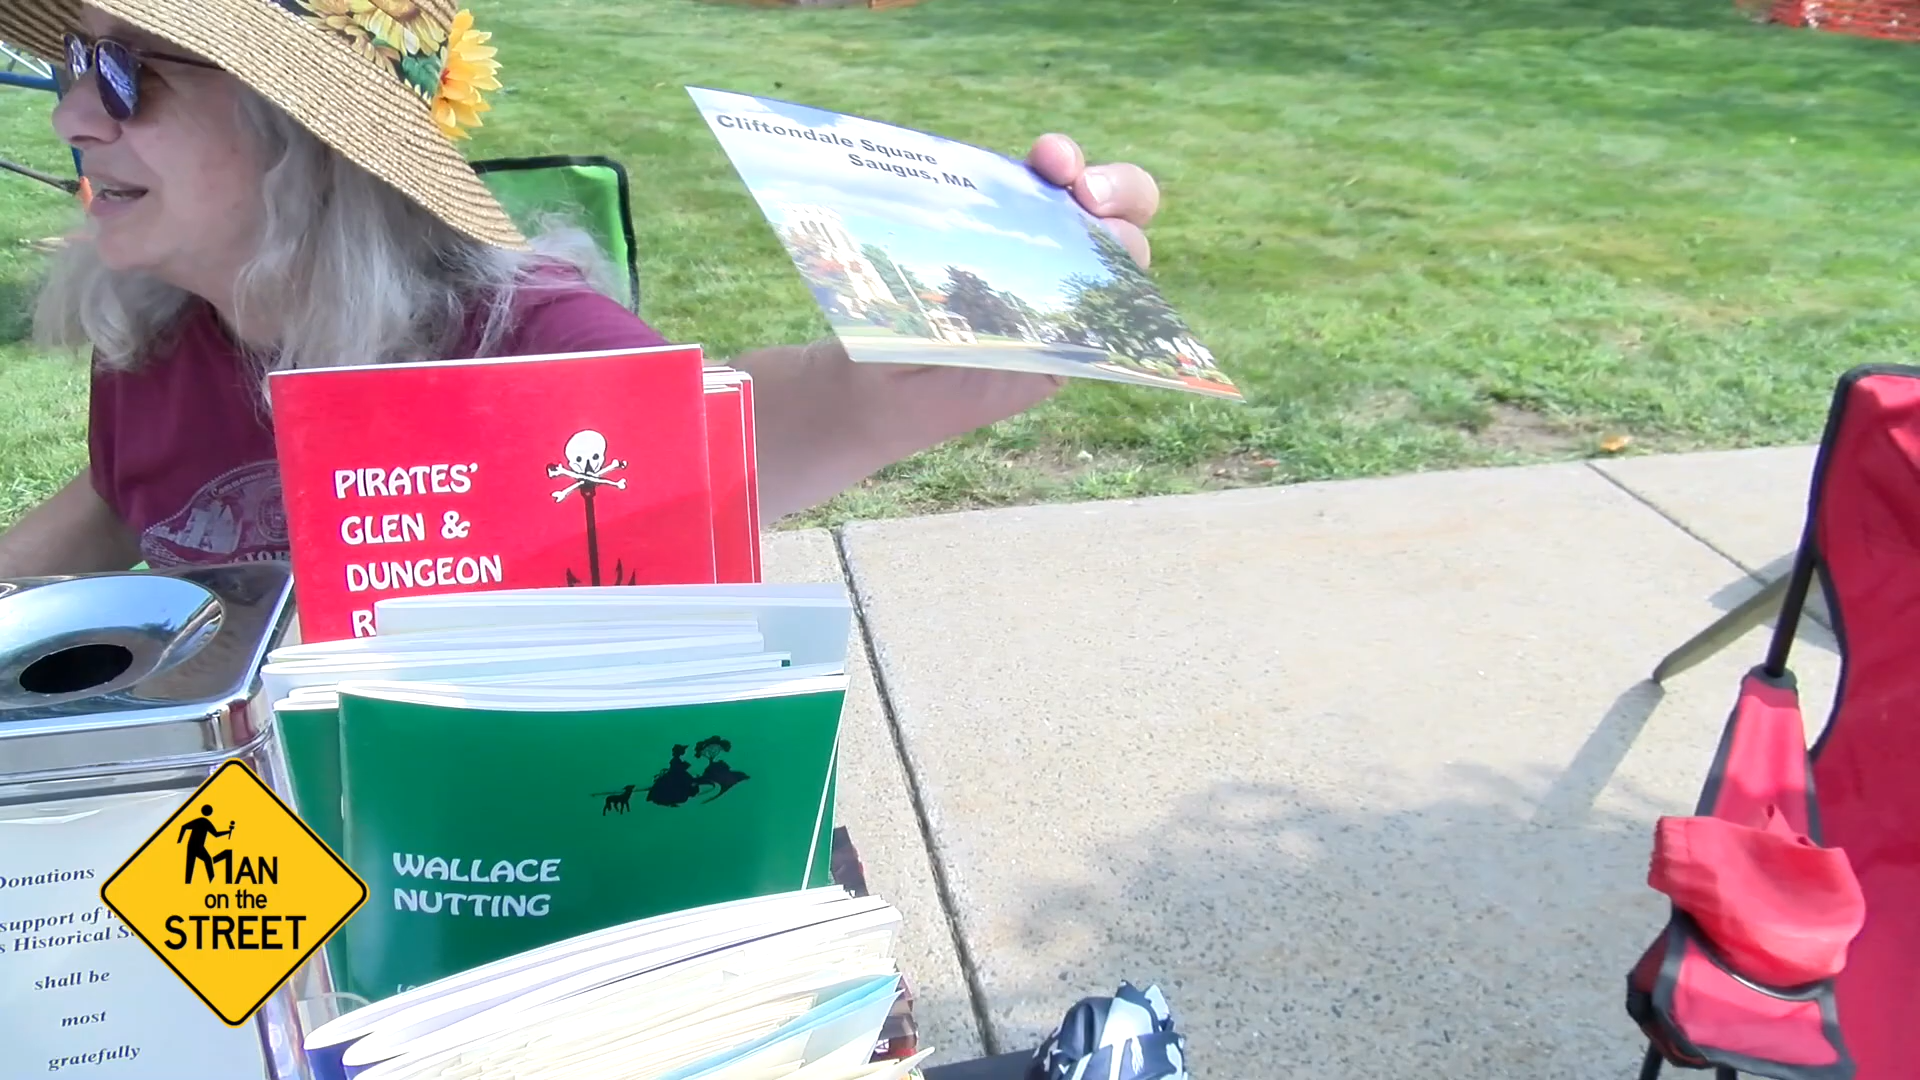 Cliftondale Square
Saugus, MA
PIRATES'
GLEN &
DUNGEON
WALLACE
NUTTING
Donations
support of
Historical
shall be
most
gratefully
MAN
on the
STREET